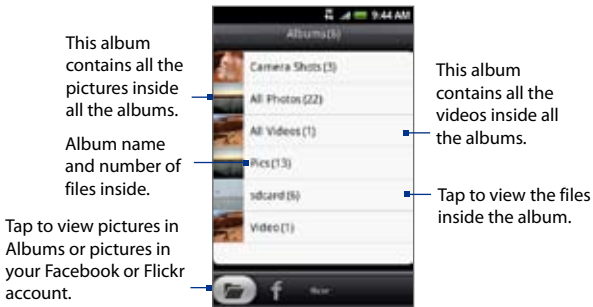 9:44 AM
Albums(6)
This album
contains all the
pictures inside
all the albums.
Album name
and number of
files inside.
Tap to view pictures in
Albums or pictures in
your Facebook or Flickr
account.
Camera Shots (3)
All Photos (22)
All Videos (1)
Pics (13)
sdcard (6)
Video (1)
f
This album
contains all the
videos inside all
the albums.
Tap to view the files
inside the album.